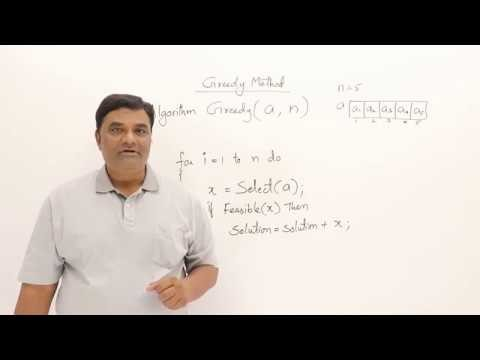 Greedy Method
n=5
Algorithm Greedy(a, n)
a a₁ a₂ a₃ a₄ a₅
1 2 3 4 5
for i=1 to n do
{
x = Select(a);
if Feasible(x) Then
Solution = Solution + x;